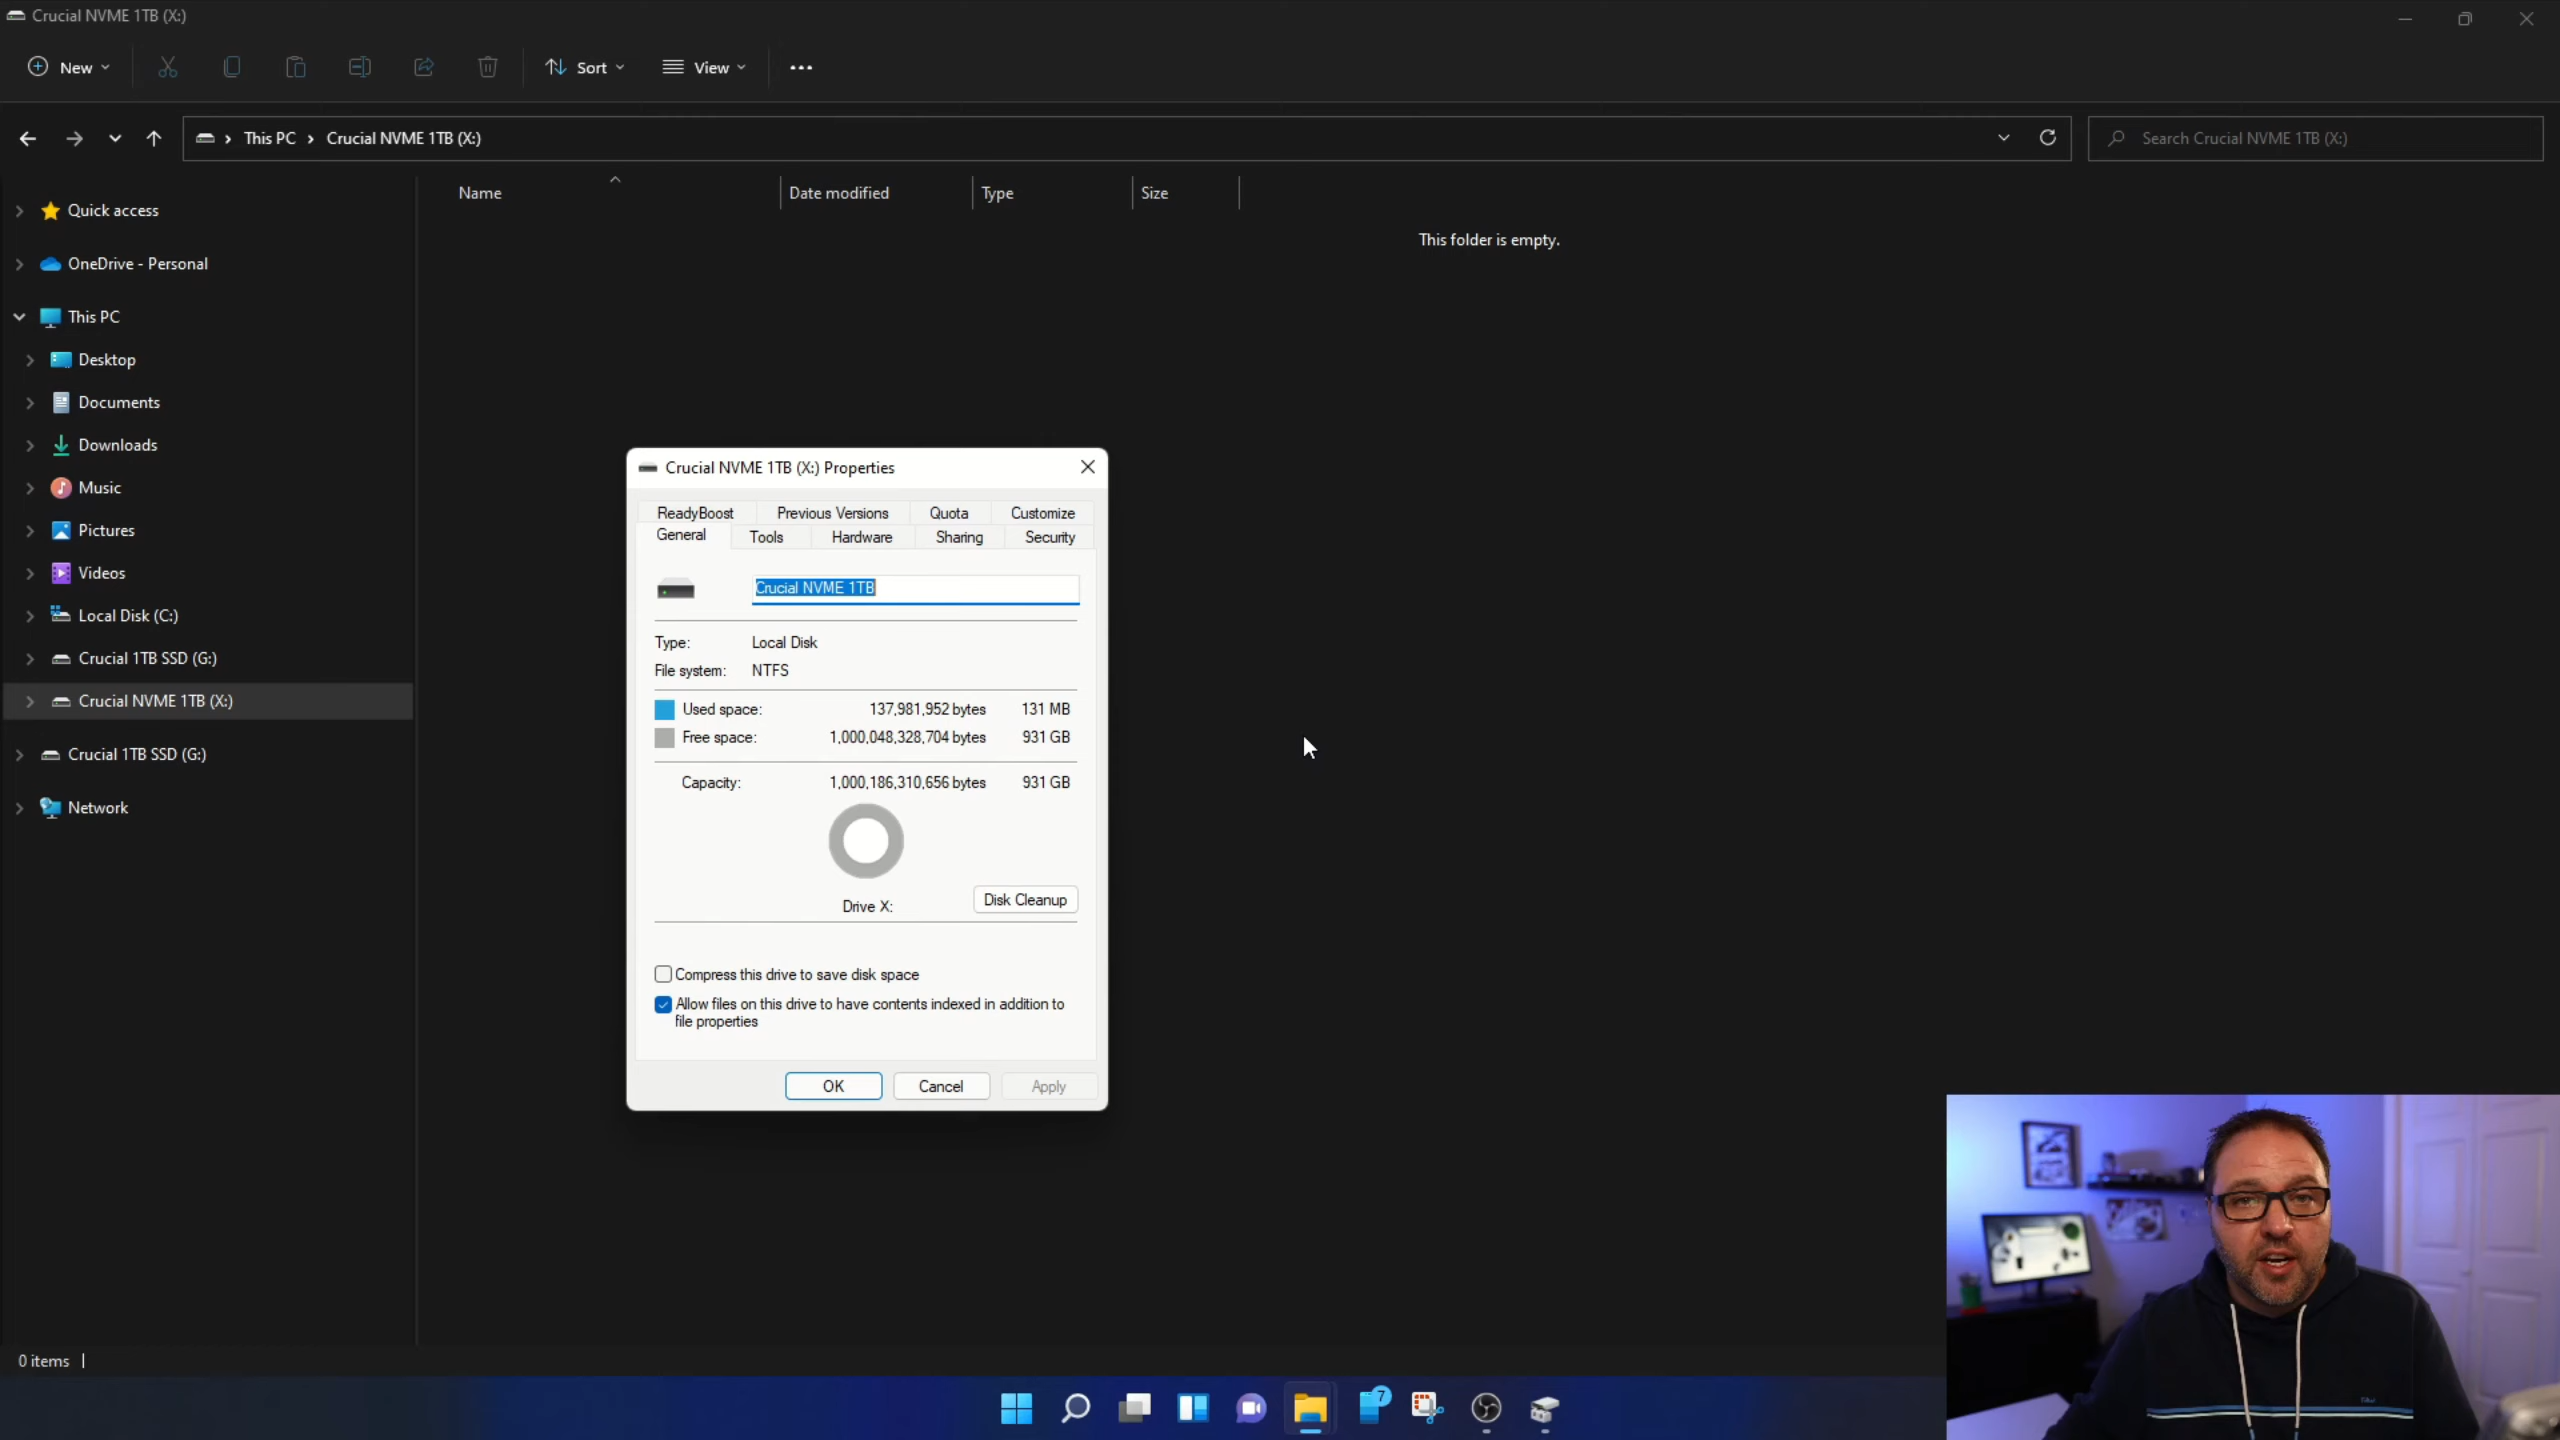 Crucial NVME 1TB (X:)
New
Sort
View
This PC
Crucial NVME 1TB (X:)
Search Crucial NVME 1TB (X:)
Name
Date modified
Type
Size
This folder is empty.
Quick access
OneDrive - Personal
This PC
Desktop
Documents
Downloads
Music
Pictures
Videos
Local Disk (C:)
Crucial 1TB SSD (G:)
Crucial NVME 1TB (X:)
Crucial 1TB SSD (G:)
Network
Crucial NVME 1TB (X:) Properties
ReadyBoost Previous Versions Quota Customize
General Tools Hardware Sharing Security
Crucial NVME 1TB
Type: Local Disk
File system: NTFS
Used space: 137,981,952 bytes 131 MB
Free space: 1,000,048,328,704 bytes 931 GB
Capacity: 1,000,186,310,656 bytes 931 GB
Drive X:
Disk Cleanup
Compress this drive to save disk space
Allow files on this drive to have contents indexed in addition to
file properties
OK Cancel Apply
0 items
7